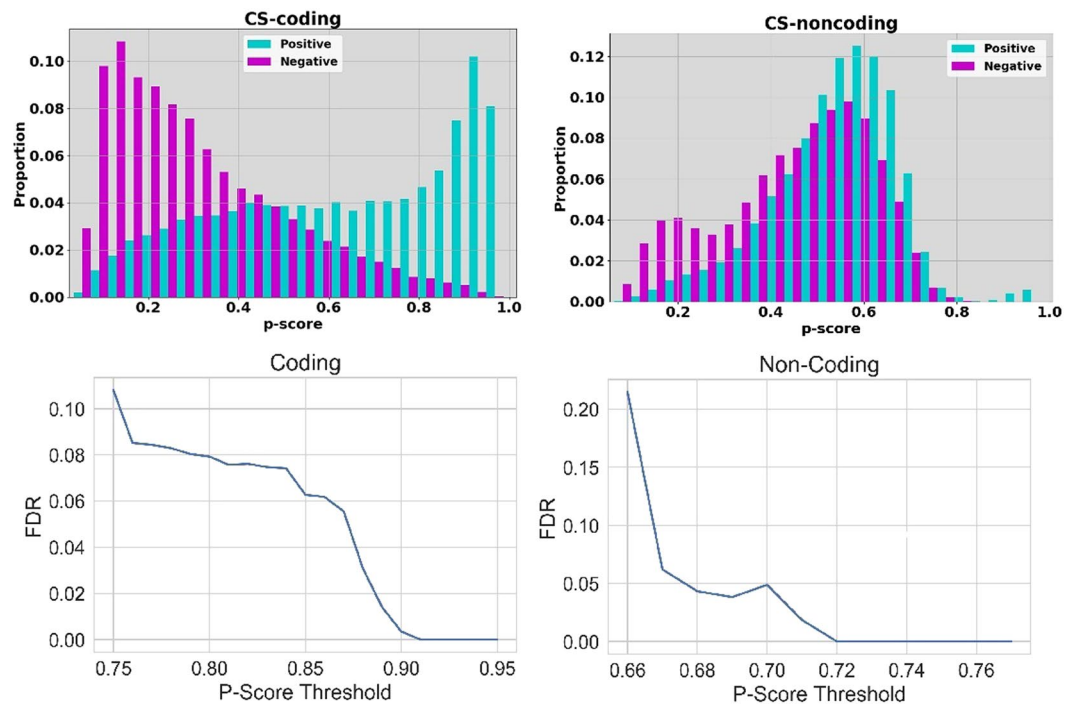 CS-coding
Positive
Negative
Proportion
0.10
0.08
0.06
0.04
0.02
0.00
0.2
0.4
0.6
0.8
1.0
p-score
CS-noncoding
Positive
Negative
Proportion
0.12
0.10
0.08
0.06
0.04
0.02
0.00
0.2
0.4
0.6
0.8
1.0
p-score
Coding
FDR
0.10
0.08
0.06
0.04
0.02
0.00
0.75
0.80
0.85
0.90
0.95
P-Score Threshold
Non-Coding
FDR
0.20
0.15
0.10
0.05
0.00
0.66
0.68
0.70
0.72
0.74
0.76
P-Score Threshold